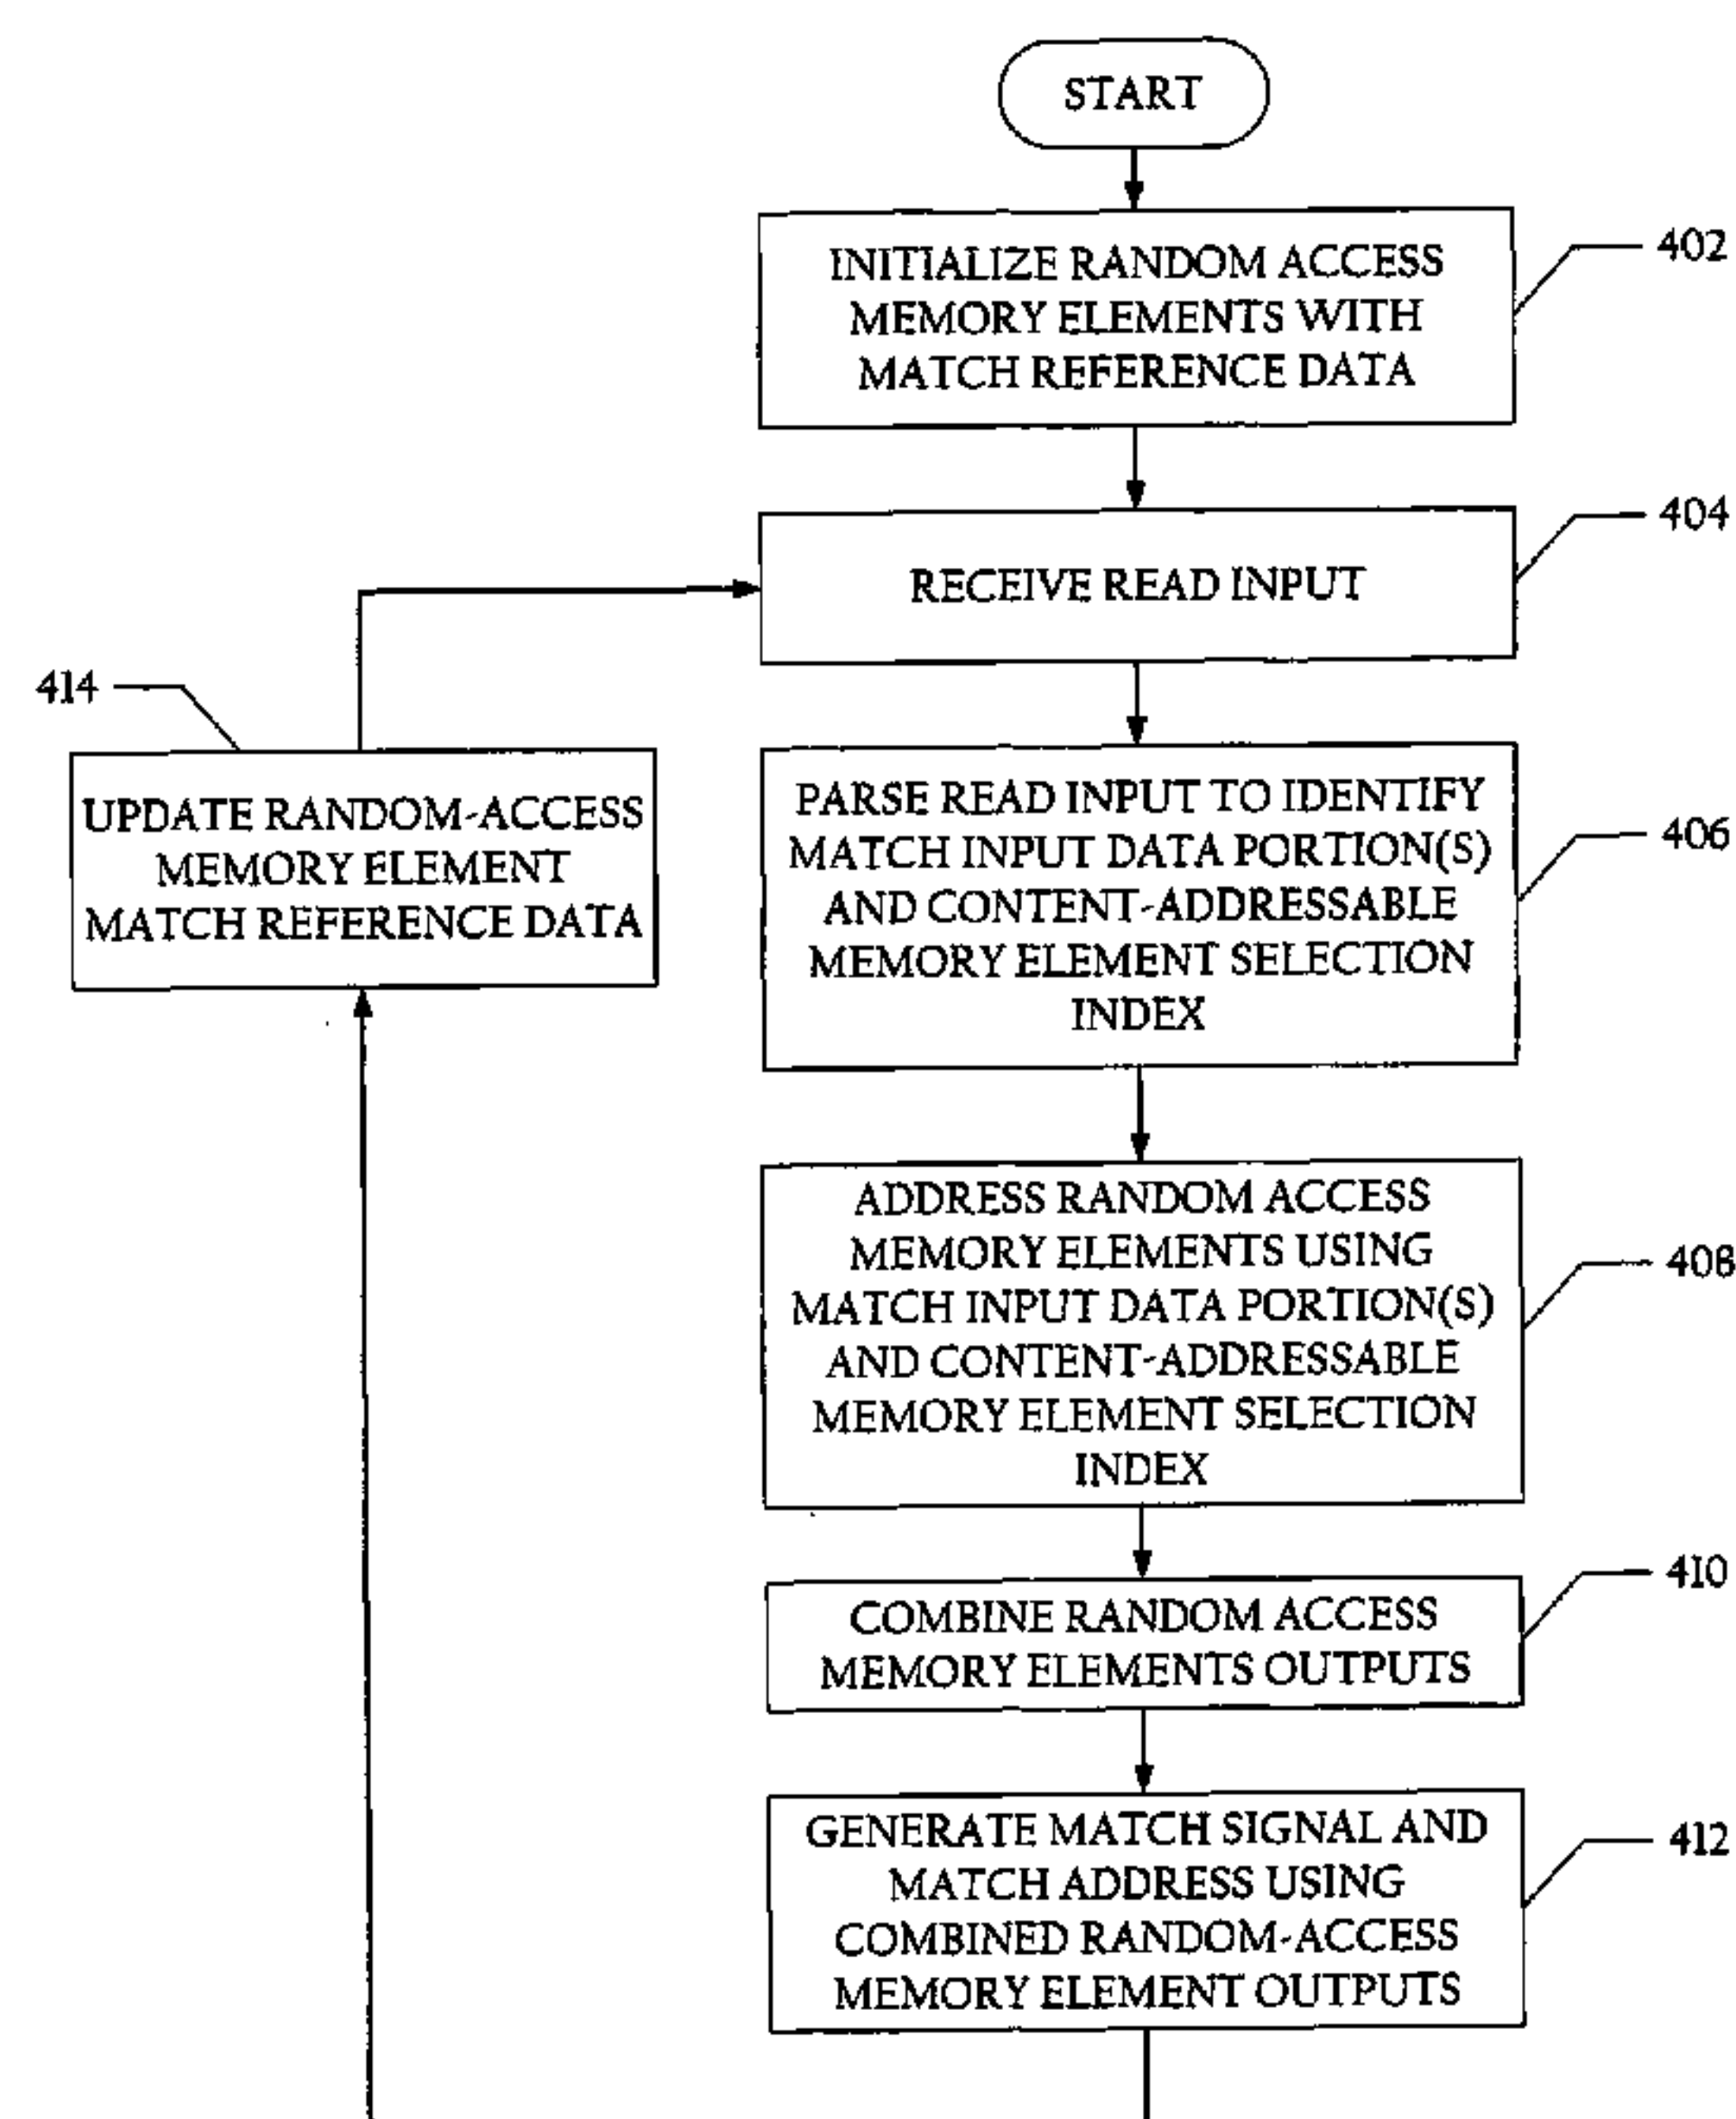 START
INITIALIZE RANDOM ACCESS
MEMORY ELEMENTS WITH
MATCH REFERENCE DATA
402
RECEIVE READ INPUT
404
414
UPDATE RANDOM-ACCESS
MEMORY ELEMENT
MATCH REFERENCE DATA
PARSE READ INPUT TO IDENTIFY
MATCH INPUT DATA PORTION(S)
AND CONTENT-ADDRESSABLE
MEMORY ELEMENT SELECTION
INDEX
406
ADDRESS RANDOM ACCESS
MEMORY ELEMENTS USING
MATCH INPUT DATA PORTION(S)
AND CONTENT-ADDRESSABLE
MEMORY ELEMENT SELECTION
INDEX
408
COMBINE RANDOM ACCESS
MEMORY ELEMENTS OUTPUTS
410
GENERATE MATCH SIGNAL AND
MATCH ADDRESS USING
COMBINED RANDOM-ACCESS
MEMORY ELEMENT OUTPUTS
412